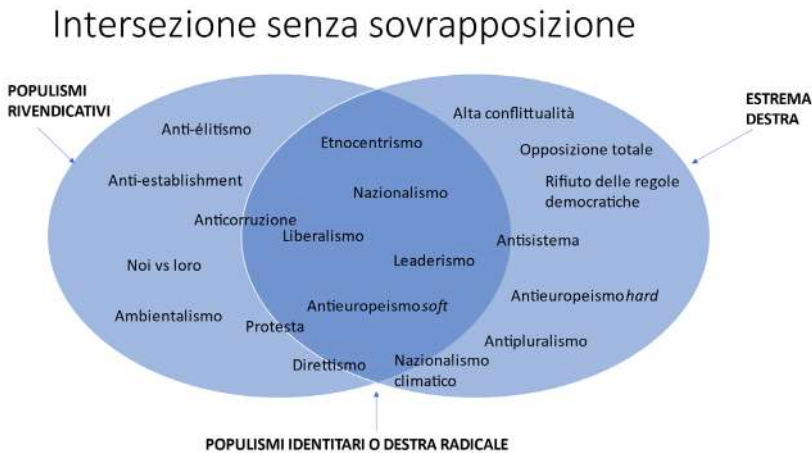 Intersezione senza sovrapposizione
POPULISMI
RIVENDICATIVI
ESTREMA
DESTRA
Anti-élitismo
Anti-establishment
Anticorruzione
Noi vs loro
Ambientalismo
Protesta
Direttismo
Etnocentrismo
Nazionalismo
Liberalismo
Leaderismo
Antieuropeismo soft
Nazionalismo
climatico
Alta conflittualità
Opposizione totale
Rifiuto delle regole
democratiche
Antisistema
Antieuropeismo hard
Antipluralismo
POPULISMI IDENTITARI O DESTRA RADICALE